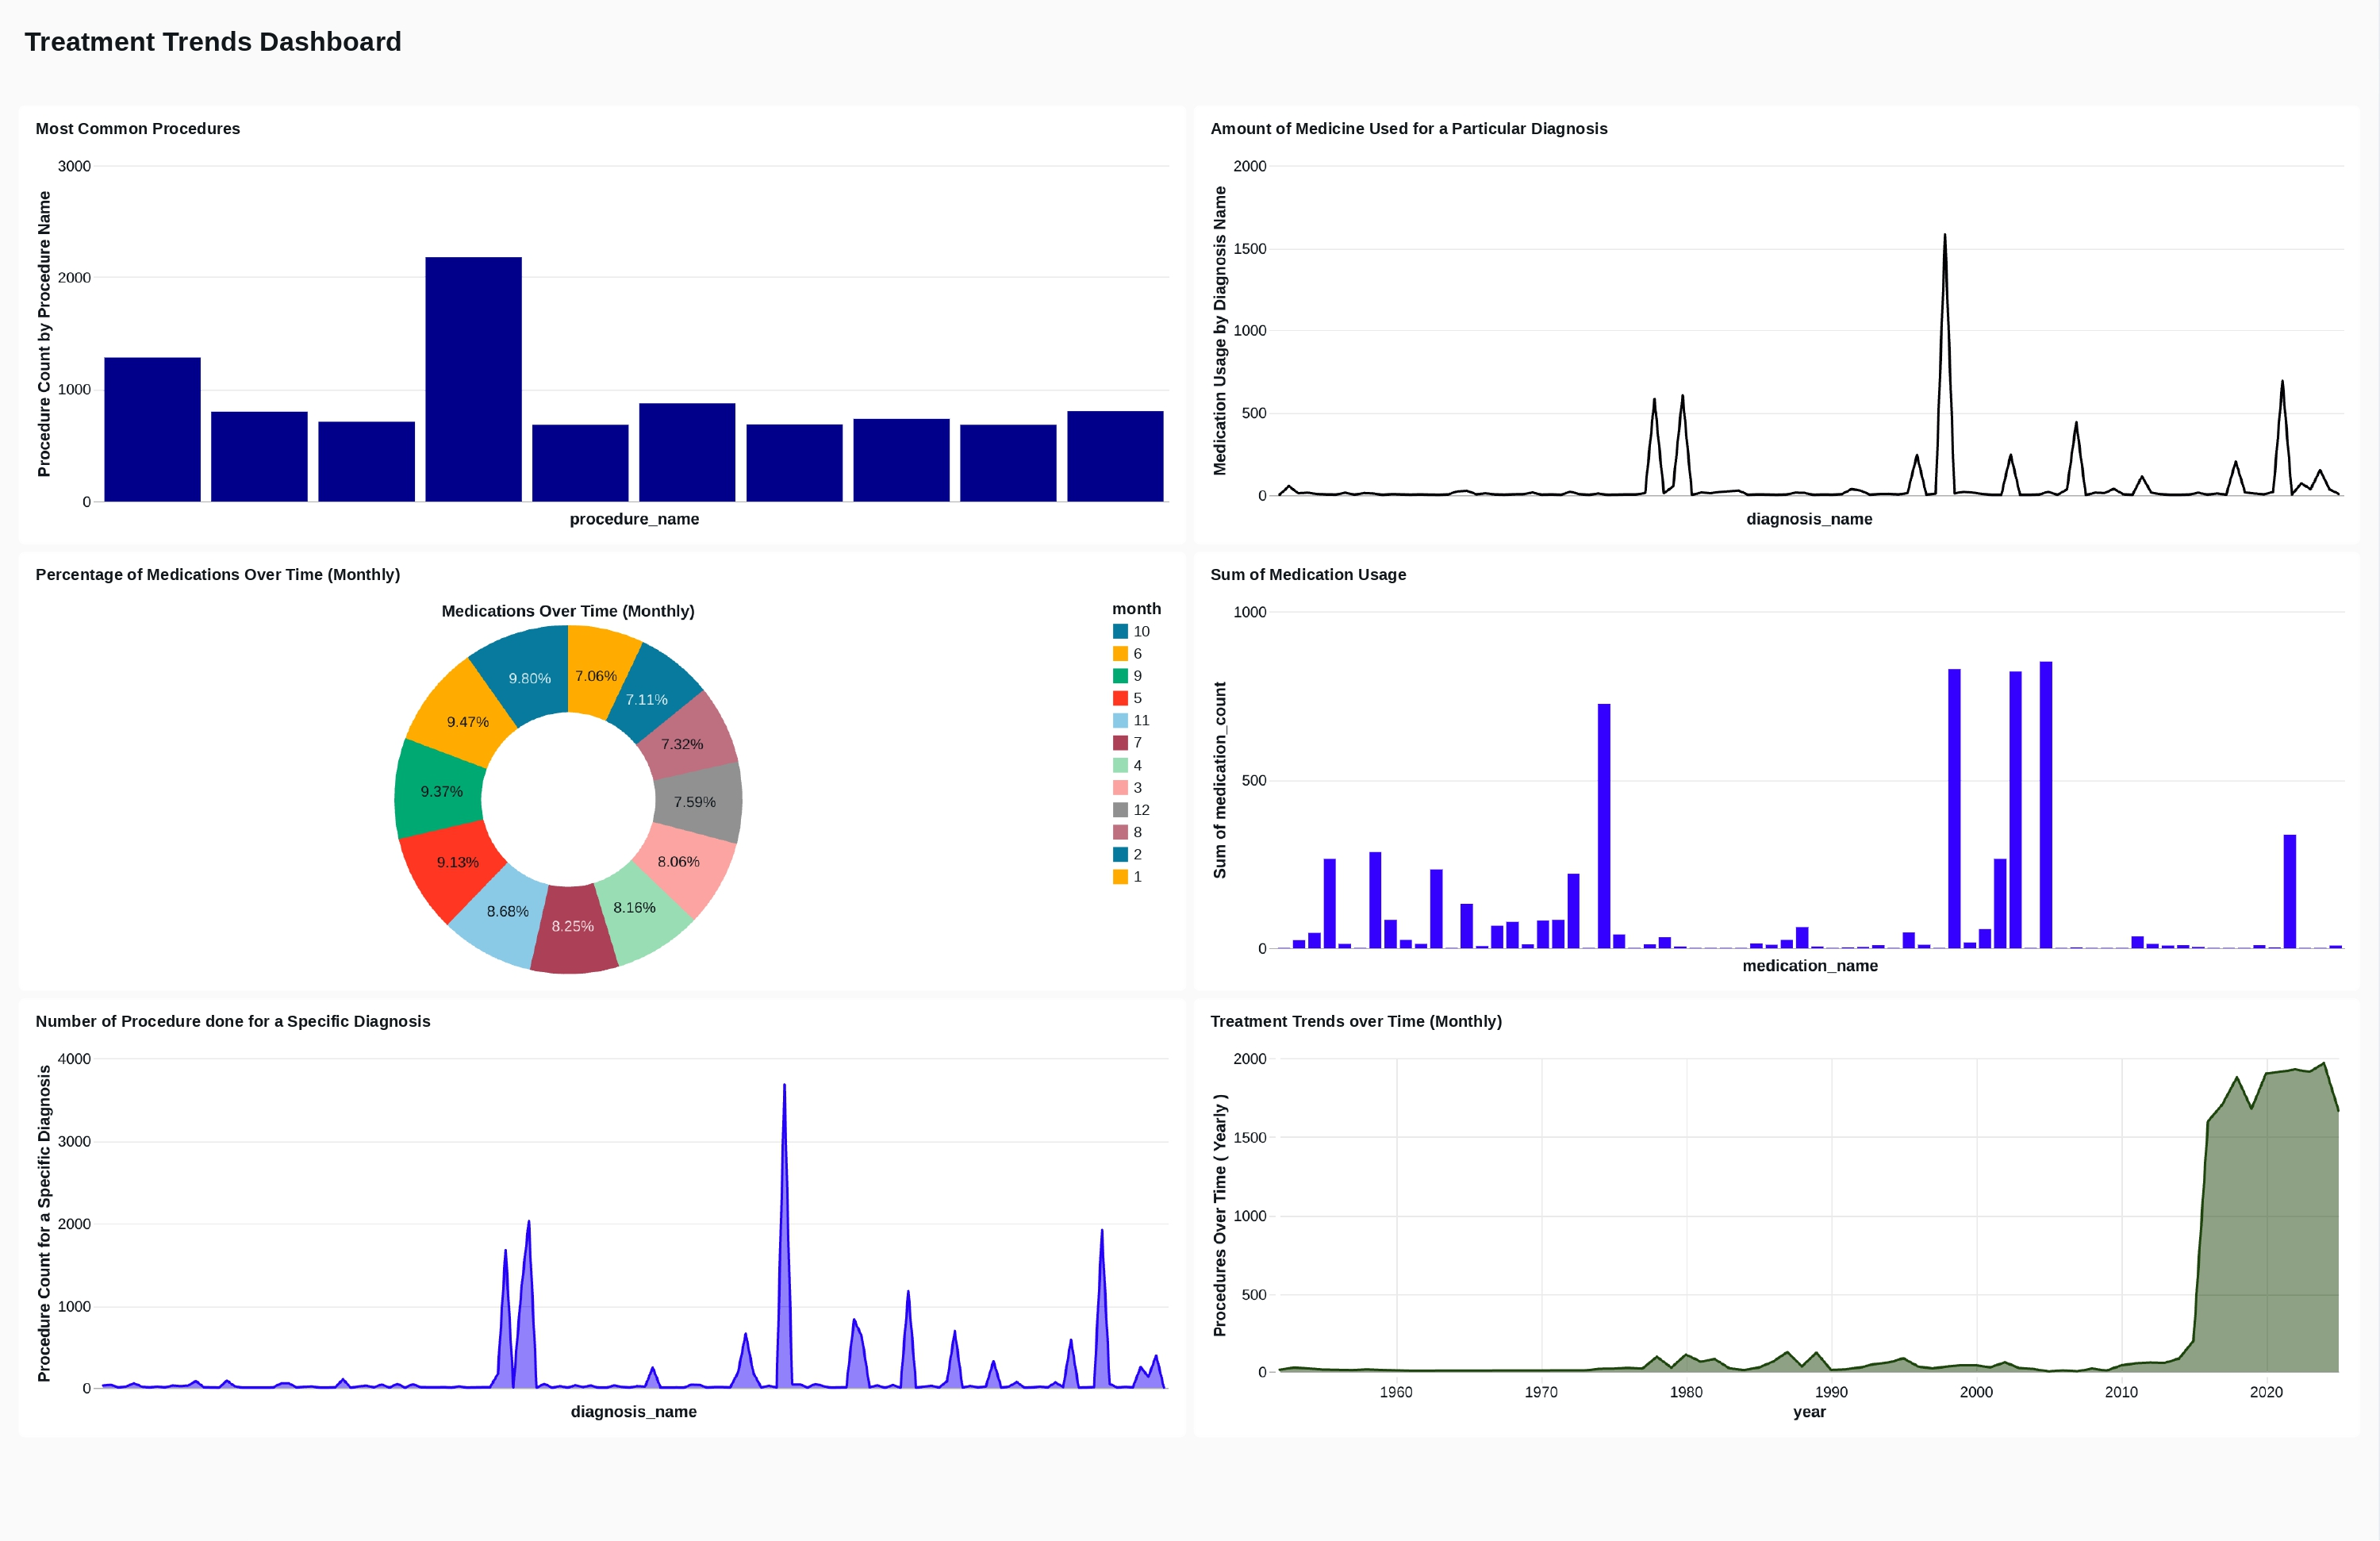 Treatment Trends Dashboard
Most Common Procedures
Procedure Count by Procedure Name
3000
2000
1000
0
procedure_name
Amount of Medicine Used for a Particular Diagnosis
Medication Usage by Diagnosis Name
2000
1500
1000
500
0
diagnosis_name
Percentage of Medications Over Time (Monthly)
Medications Over Time (Monthly)
9.80%
7.06%
7.11%
9.47%
7.32%
9.37%
7.59%
9.13%
8.06%
8.68%
8.16%
8.25%
month
10
6
9
5
11
7
4
3
12
8
2
1
Sum of Medication Usage
Sum of medication_count
1000
500
0
medication_name
Number of Procedure done for a Specific Diagnosis
Procedure Count for a Specific Diagnosis
4000
3000
2000
1000
0
diagnosis_name
Treatment Trends over Time (Monthly)
Procedures Over Time ( Yearly )
2000
1500
1000
500
0
1960
1970
1980
1990
2000
2010
2020
year